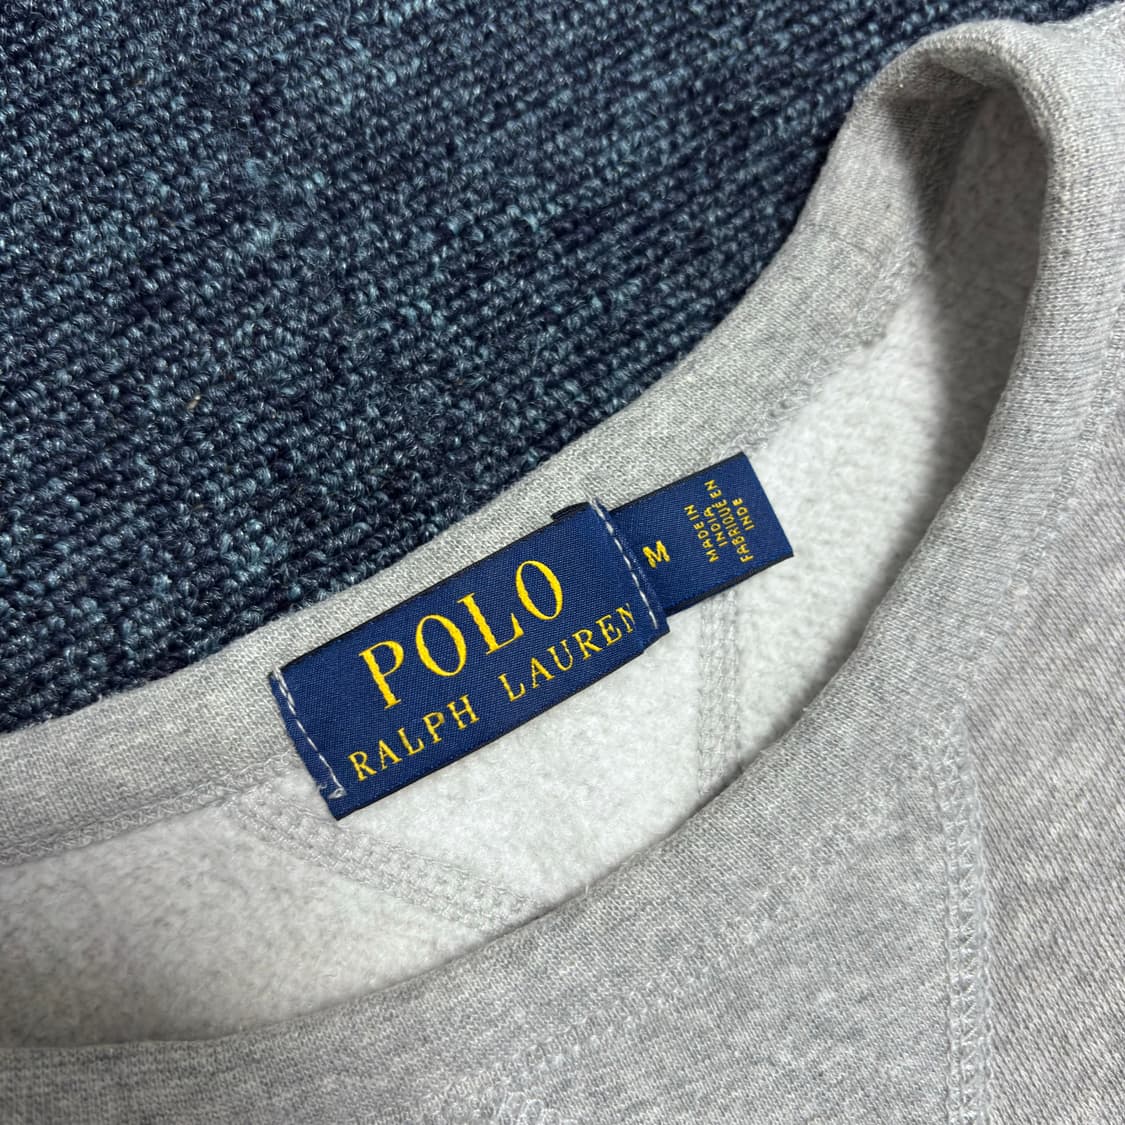 POLO
RALPH LAUREN
M
MADE IN
INDIA
FABRIQUÉ EN
INDE